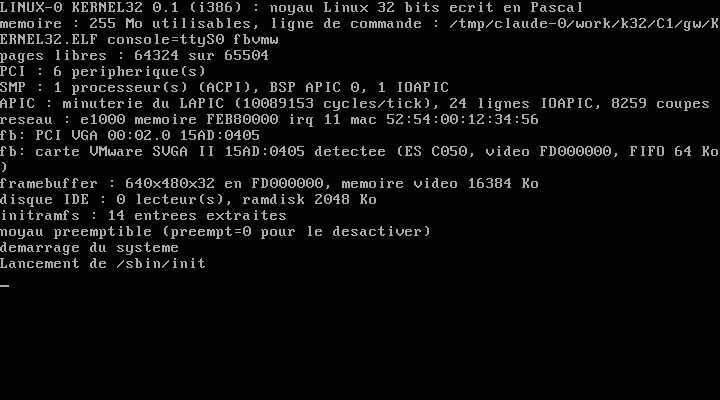 LINUX-0 KERNEL32 0.1 (i386) : noyau Linux 32 bits ecrit en Pascal
memoire : 255 Mo utilisables, ligne de commande : /tmp/claude-0/work/k32/C1/gw/K
ERNEL32.ELF console=ttyS0 fbvmw
pages libres : 64324 sur 65504
PCI : 6 peripherique(s)
SMP : 1 processeur(s) (ACPI), BSP APIC 0, 1 IOAPIC
APIC : minuterie du LAPIC (10089153 cycles/tick), 24 lignes IOAPIC, 8259 coupes
reseau : e1000 memoire FEB80000 irq 11 mac 52:54:00:12:34:56
fb: PCI VGA 00:02.0 15AD:0405
fb: carte VMware SVGA II 15AD:0405 detectee (ES C050, video FD000000, FIFO 64 Ko
)
framebuffer : 640x480x32 en FD000000, memoire video 16384 Ko
disque IDE : 0 lecteur(s), ramdisk 2048 Ko
initramfs : 14 entrees extraites
noyau preemptible (preempt=0 pour le desactiver)
demarrage du systeme
Lancement de /sbin/init